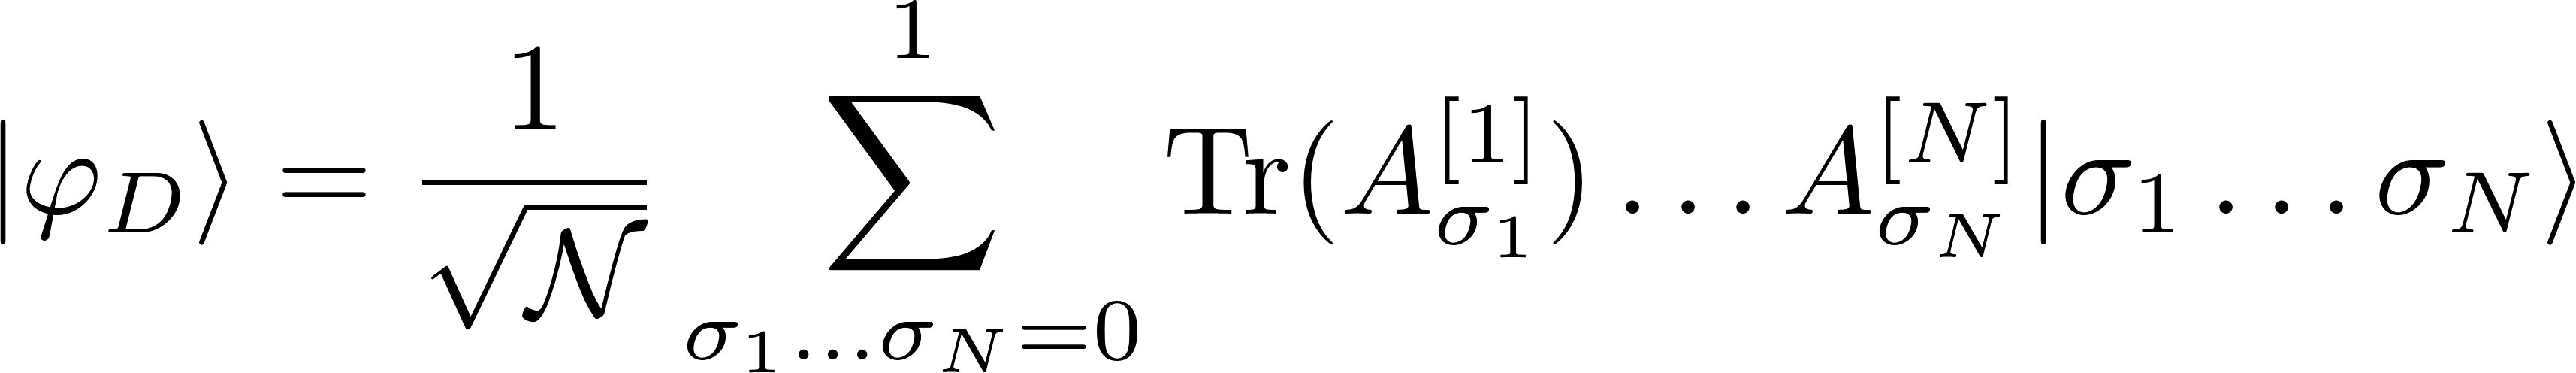 |φ_D⟩ = \frac{1}{\sqrt{\mathcal{N}}} \sum_{σ_1…σ_N=0}^{1} Tr(A^{[1]}_{σ_1}) … A^{[N]}_{σ_N}|σ_1 … σ_N⟩